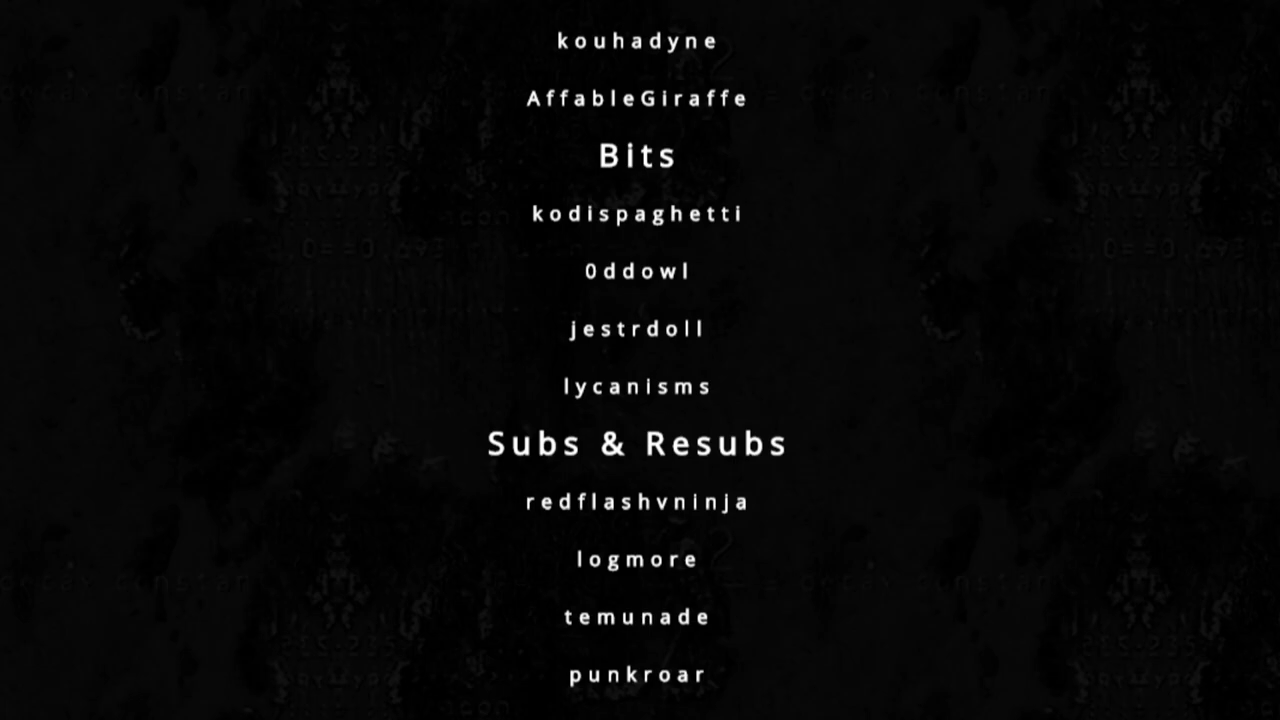 kouhadyne
AffableGiraffe
Bits
kodispaghetti
0ddowl
jestrdoll
lycanisms
Subs & Resubs
redflashvninja
logmore
temunade
punkroar